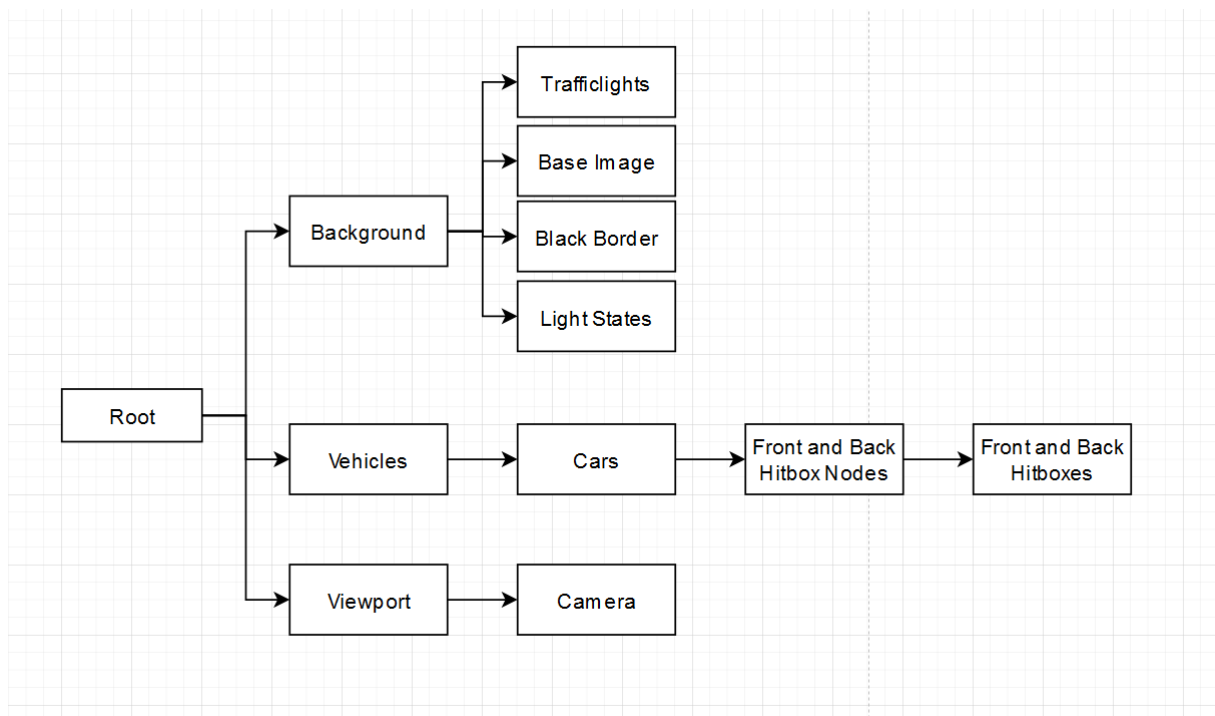 Trafficlights
Base Image
Background
Black Border
Light States
Root
Vehicles
Cars
Front and Back
Hitbox Nodes
Front and Back
Hitboxes
Viewport
Camera